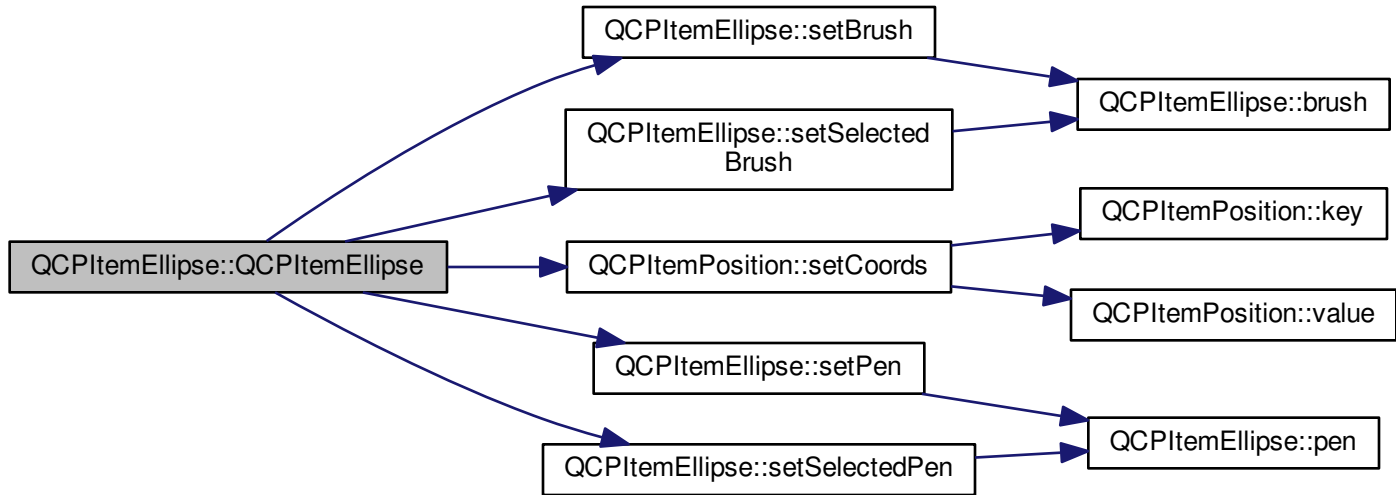 QCPItemEllipse::setBrush
QCPItemEllipse::brush
QCPItemEllipse::setSelected
Brush
QCPItemPosition::key
QCPItemEllipse::QCPItemEllipse
QCPItemPosition::setCoords
QCPItemPosition::value
QCPItemEllipse::setPen
QCPItemEllipse::pen
QCPItemEllipse::setSelectedPen